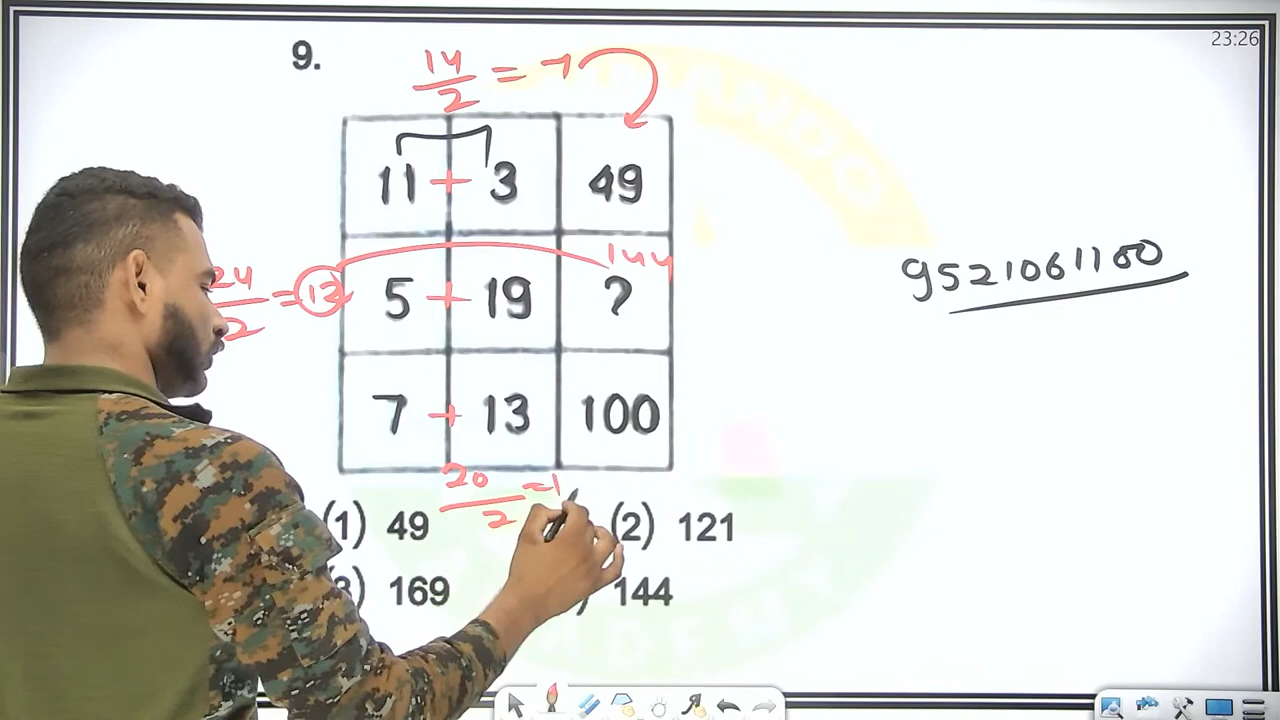 23:26
9.
14/2 = 7
11 + 3 49
144
24/2 = 12 5 + 19 ?
7 + 13 100
20/2 = 1
(1) 49 (2) 121
169 144
9521061100